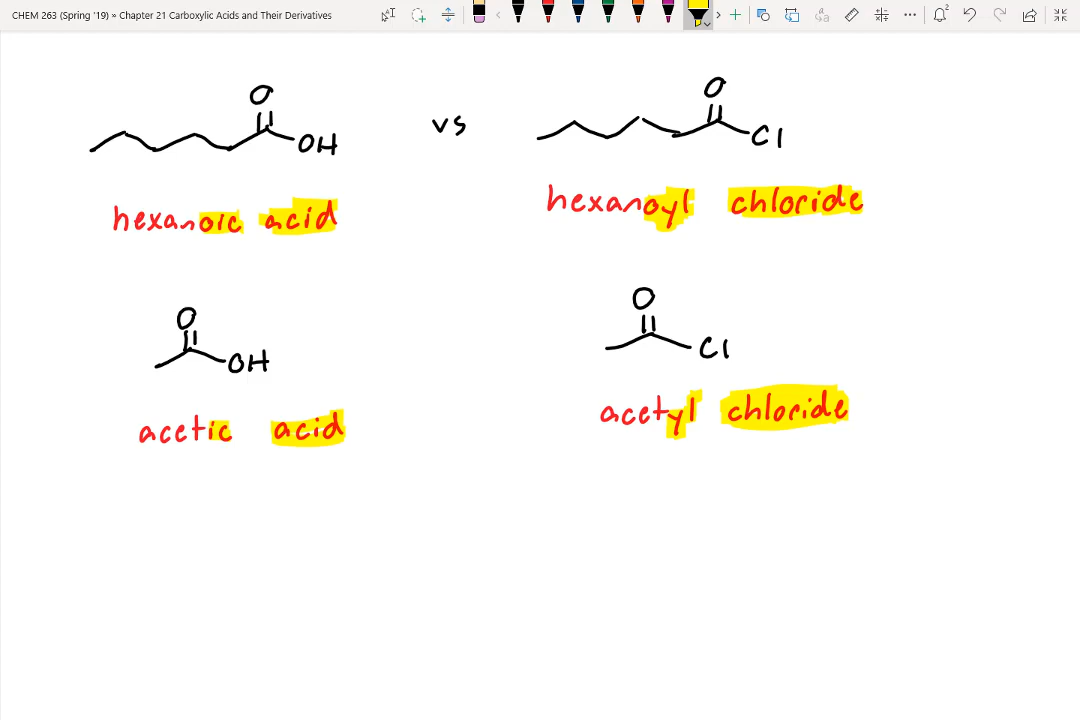 CHEM 263 (Spring '19) » Chapter 21 Carboxylic Acids and Their Derivatives
2
O
OH
vs
O
Cl
hexanoic acid
hexanoyl chloride
O
OH
O
Cl
acetic acid
acetyl chloride